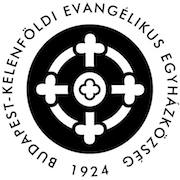 BUDAPEST-KELENFÖLDI EVANGÉLIKUS EGYHÁZKÖZSÉG
1924